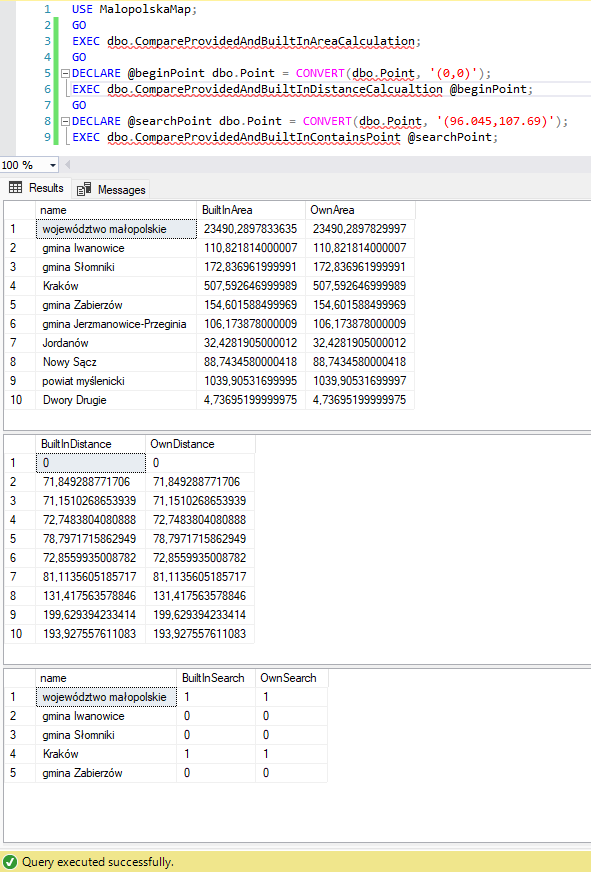 1 USE MalopolskaMap;
2 GO
3 EXEC dbo.CompareProvidedAndBuiltInAreaCalculation;
4 GO
5 DECLARE @beginPoint dbo.Point = CONVERT(dbo.Point, '(0,0)');
6 EXEC dbo.CompareProvidedAndBuiltInDistanceCalcualtion @beginPoint;
7 GO
8 DECLARE @searchPoint dbo.Point = CONVERT(dbo.Point, '(96.045,107.69)');
9 EXEC dbo.CompareProvidedAndBuiltInContainsPoint @searchPoint;
100 %
Results Messages
name BuiltInArea OwnArea
1 województwo małopolskie 23490,2897833635 23490,2897829997
2 gmina Iwanowice 110,821814000007 110,821814000007
3 gmina Słomniki 172,836961999991 172,836961999991
4 Kraków 507,592646999989 507,592646999989
5 gmina Zabierzów 154,601588499969 154,601588499969
6 gmina Jerzmanowice-Przeginia 106,173878000009 106,173878000009
7 Jordanów 32,4281905000012 32,4281905000012
8 Nowy Sącz 88,7434580000418 88,7434580000418
9 powiat myślenicki 1039,90531699995 1039,90531699997
10 Dwory Drugie 4,73695199999975 4,73695199999975
BuiltInDistance OwnDistance
1 0 0
2 71,849288771706 71,849288771706
3 71,1510268653939 71,1510268653939
4 72,7483804080888 72,7483804080888
5 78,7971715862949 78,7971715862949
6 72,8559935008782 72,8559935008782
7 81,1135605185717 81,1135605185717
8 131,417563578846 131,417563578846
9 199,629394233414 199,629394233414
10 193,927557611083 193,927557611083
name BuiltInSearch OwnSearch
1 województwo małopolskie 1 1
2 gmina Iwanowice 0 0
3 gmina Słomniki 0 0
4 Kraków 1 1
5 gmina Zabierzów 0 0
Query executed successfully.